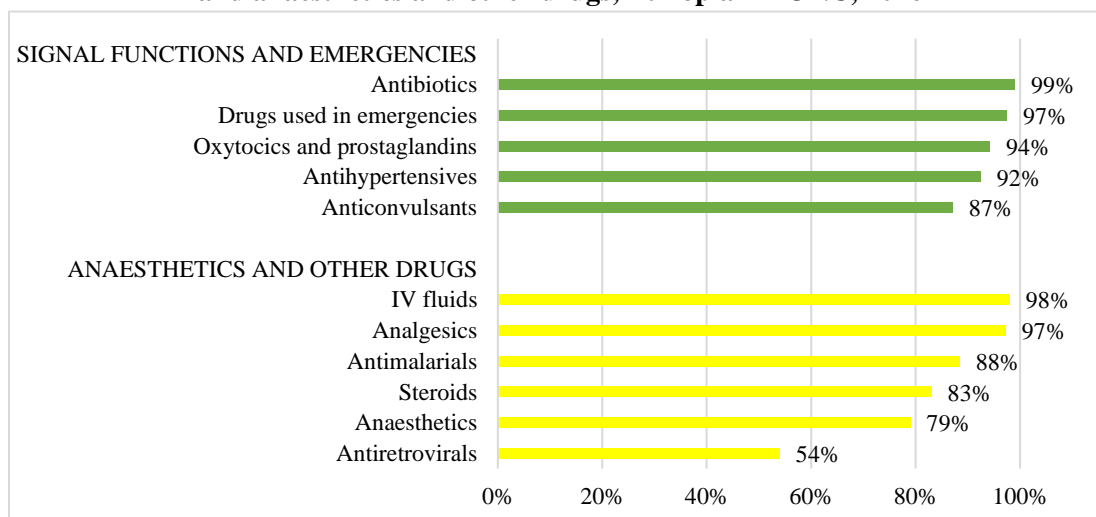 SIGNAL FUNCTIONS AND EMERGENCIES
Antibiotics 99%
Drugs used in emergencies 97%
Oxytocics and prostaglandins 94%
Antihypertensives 92%
Anticonvulsants 87%
ANAESTHETICS AND OTHER DRUGS
IV fluids 98%
Analgesics 97%
Antimalarials 88%
Steroids 83%
Anaesthetics 79%
Antiretrovirals 54%
0% 20% 40% 60% 80% 100%